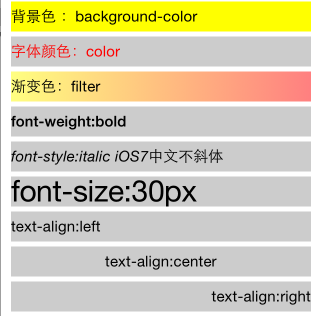 背景色 ：background-color
字体颜色：color
渐变色：filter
font-weight:bold
font-style:italic iOS7中文不斜体
font-size:30px
text-align:left
text-align:center
text-align:right